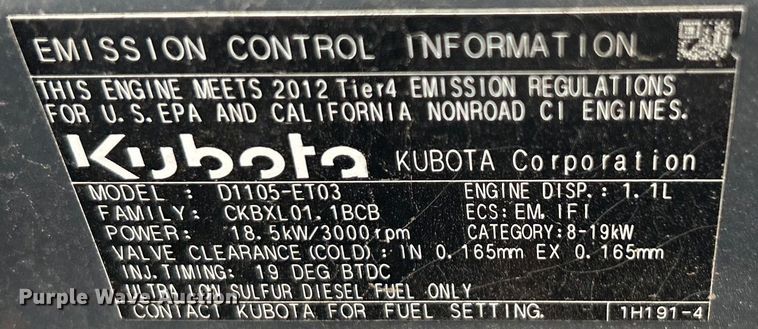 EMISSION CONTROL INFORMATION
THIS ENGINE MEETS 2012 Tier4 EMISSION REGULATIONS
FOR U.S.EPA AND CALIFORNIA NONROAD CI ENGINES.
Kubota KUBOTA Corporation
MODEL : D1105-ET03 ENGINE DISP.: 1.1L
FAMILY: CKBXL01.1BCB ECS: EM. IFI
POWER: 18.5kW/3000rpm CATEGORY: 8-19kW
VALVE CLEARANCE (COLD) : IN 0.165mm EX 0.165mm
INJ.TIMING: 19 DEG BTDC
ULTRA LOW SULFUR DIESEL FUEL ONLY
CONTACT KUBOTA FOR FUEL SETTING. 1H191-4
Purple Wave Auction